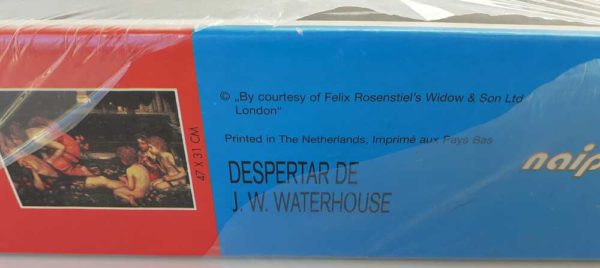 47 X 31 CM
© „By courtesy of Felix Rosenstiel's Widow & Son Ltd
London“
Printed in The Netherlands, Imprimé aux Pays Bas
DESPERTAR DE
J. W. WATERHOUSE
naip